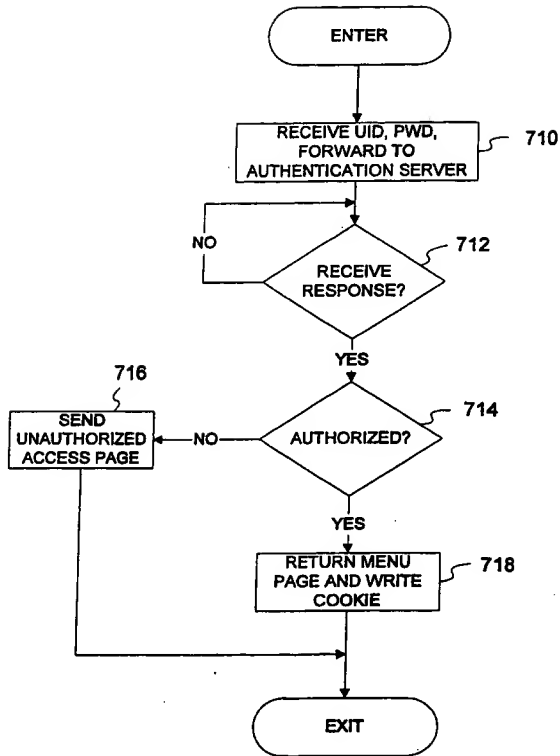 ENTER
RECEIVE UID, PWD,
FORWARD TO
AUTHENTICATION SERVER
710
NO
RECEIVE
RESPONSE?
712
YES
716
SEND
UNAUTHORIZED
ACCESS PAGE
NO
AUTHORIZED?
714
YES
RETURN MENU
PAGE AND WRITE
COOKIE
718
EXIT